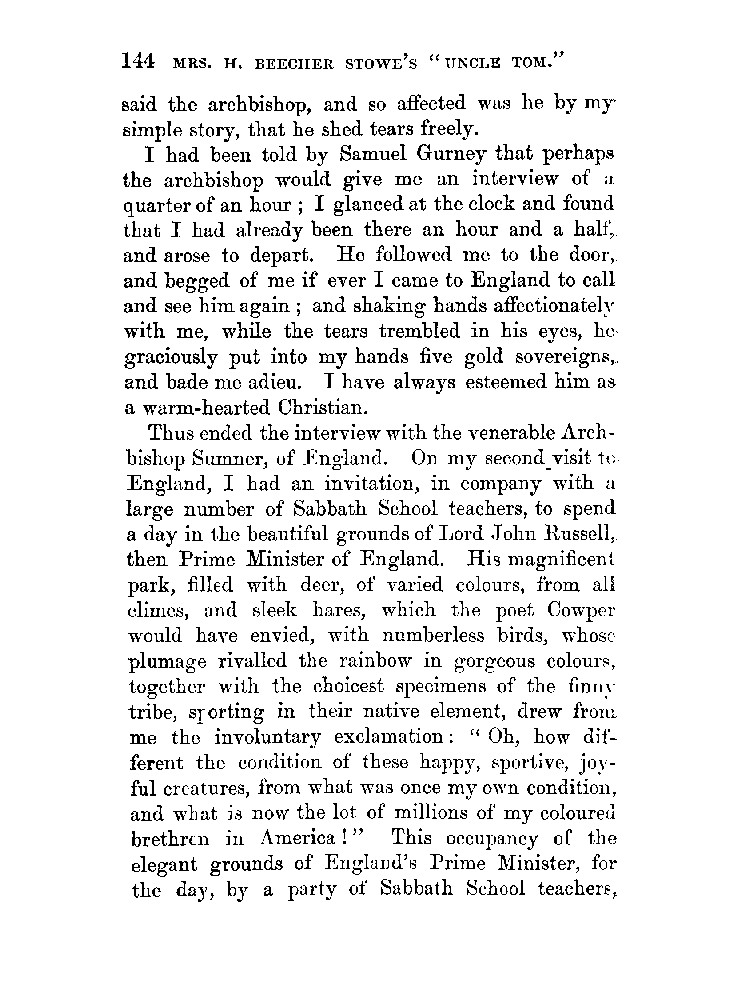 144 MRS. H. BEECHER STOWE'S "UNCLE TOM."
said the archbishop, and so affected was he by my
simple story, that he shed tears freely.
I had been told by Samuel Gurney that perhaps
the archbishop would give me an interview of a
quarter of an hour ; I glanced at the clock and found
that I had already been there an hour and a half,
and arose to depart. He followed me to the door,
and begged of me if ever I came to England to call
and see him again ; and shaking hands affectionately
with me, while the tears trembled in his eyes, he
graciously put into my hands five gold sovereigns,
and bade me adieu. I have always esteemed him as
a warm-hearted Christian.
Thus ended the interview with the venerable Arch-
bishop Sumner, of England. On my second visit to
England, I had an invitation, in company with a
large number of Sabbath School teachers, to spend
a day in the beautiful grounds of Lord John Russell,
then Prime Minister of England. His magnificent
park, filled with deer, of varied colours, from all
climes, and sleek hares, which the poet Cowper
would have envied, with numberless birds, whose
plumage rivalled the rainbow in gorgeous colours,
together with the choicest specimens of the finny
tribe, sporting in their native element, drew from
me the involuntary exclamation : " Oh, how dif-
ferent the condition of these happy, sportive, joy-
ful creatures, from what was once my own condition,
and what is now the lot of millions of my coloured
brethren in America ! " This occupancy of the
elegant grounds of England's Prime Minister, for
the day, by a party of Sabbath School teachers,